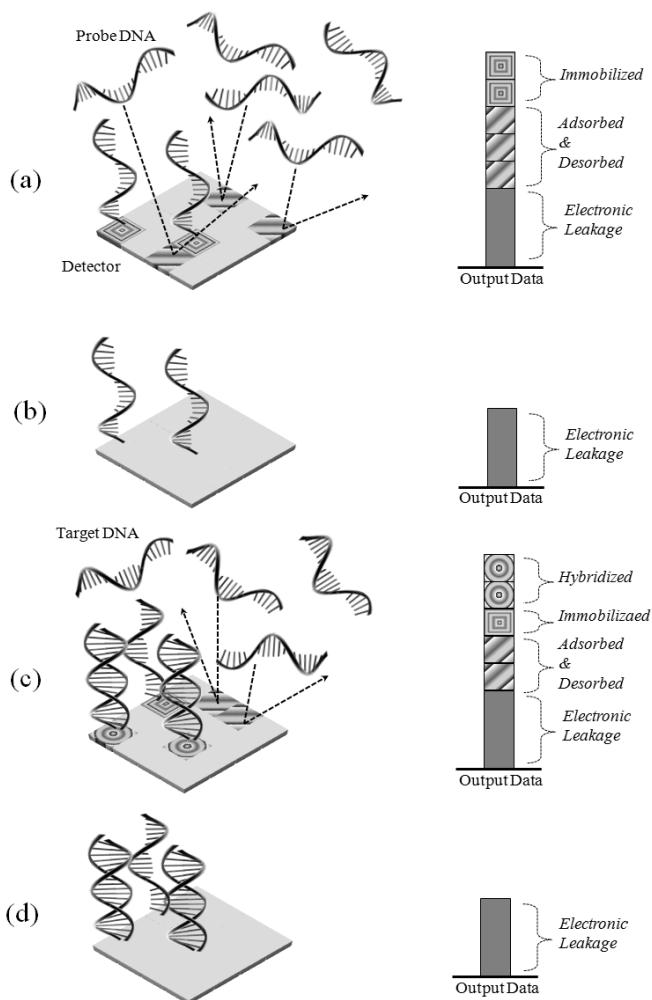 Probe DNA
Immobilized
Adsorbed
&
Desorbed
(a)
Electronic
Leakage
Detector
Output Data
(b)
Electronic
Leakage
Output Data
Target DNA
Hybridized
Immobilizaed
Adsorbed
&
Desorbed
(c)
Electronic
Leakage
Output Data
(d)
Electronic
Leakage
Output Data